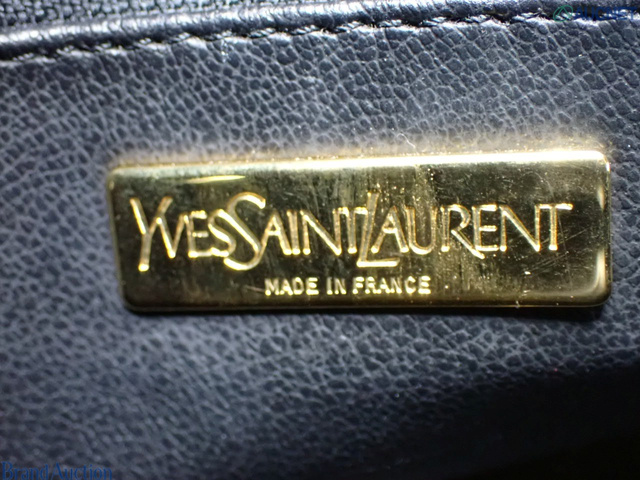 YVESSAINTLAURENT
MADE IN FRANCE
Brand Auction